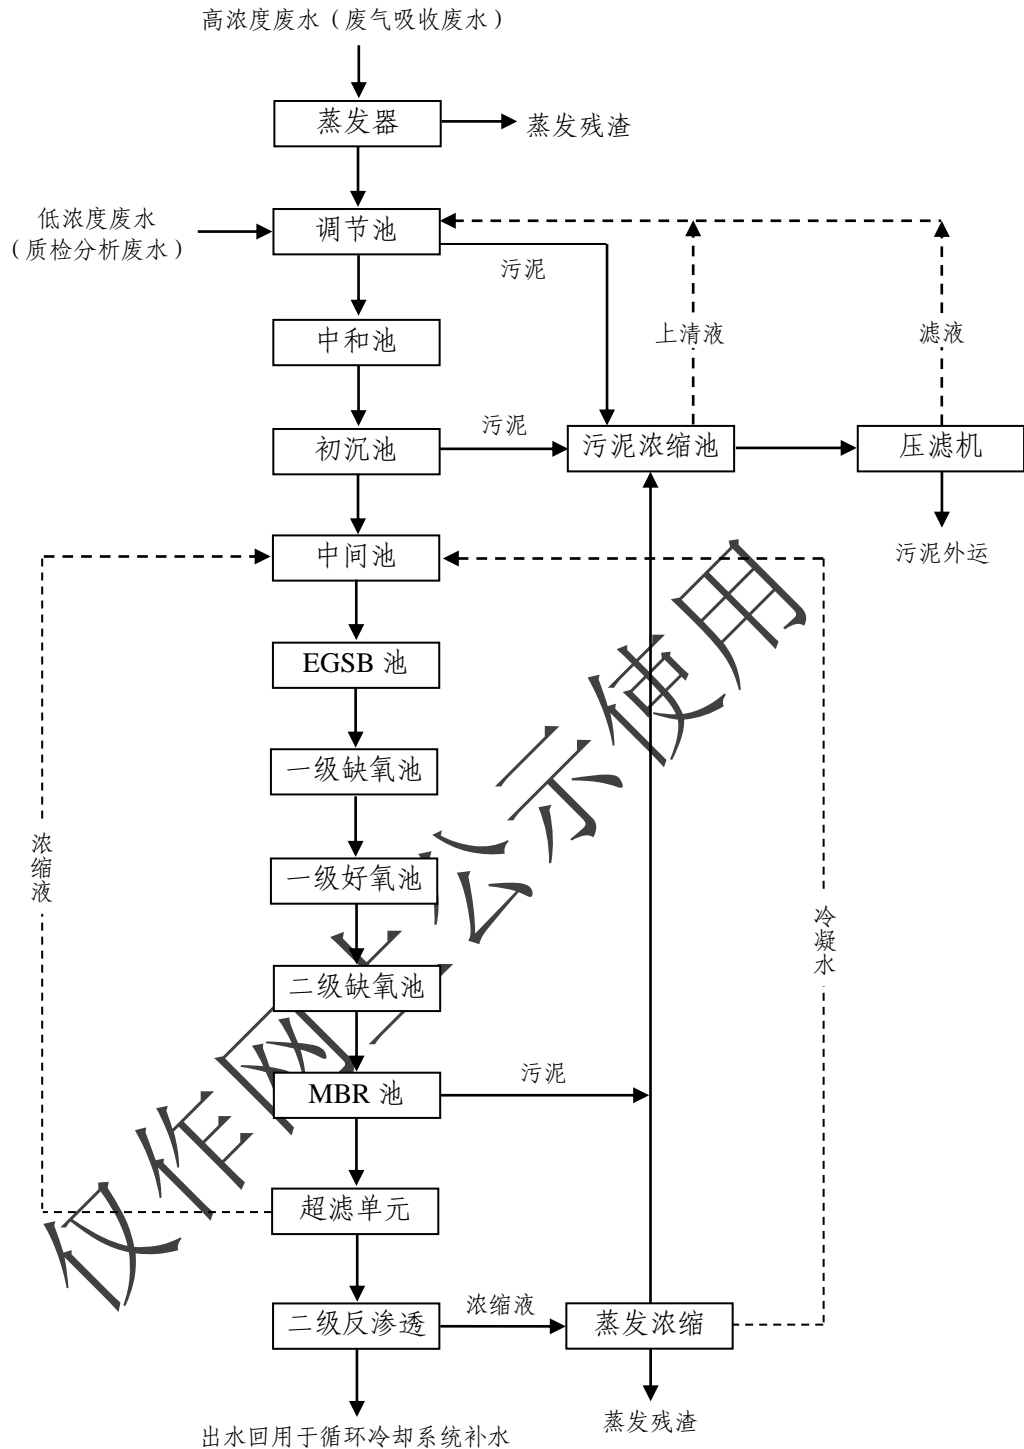 高浓度废水（废气吸收废水）
蒸发器
蒸发残渣
低浓度废水
（质检分析废水）
调节池
污泥
中和池
上清液
滤液
初沉池
污泥
污泥浓缩池
压滤机
中间池
污泥外运
EGSB 池
一级缺氧池
浓缩液
一级好氧池
冷凝水
二级缺氧池
MBR 池
污泥
超滤单元
二级反渗透
浓缩液
蒸发浓缩
出水回用于循环冷却系统补水
蒸发残渣
仅作网上公示使用